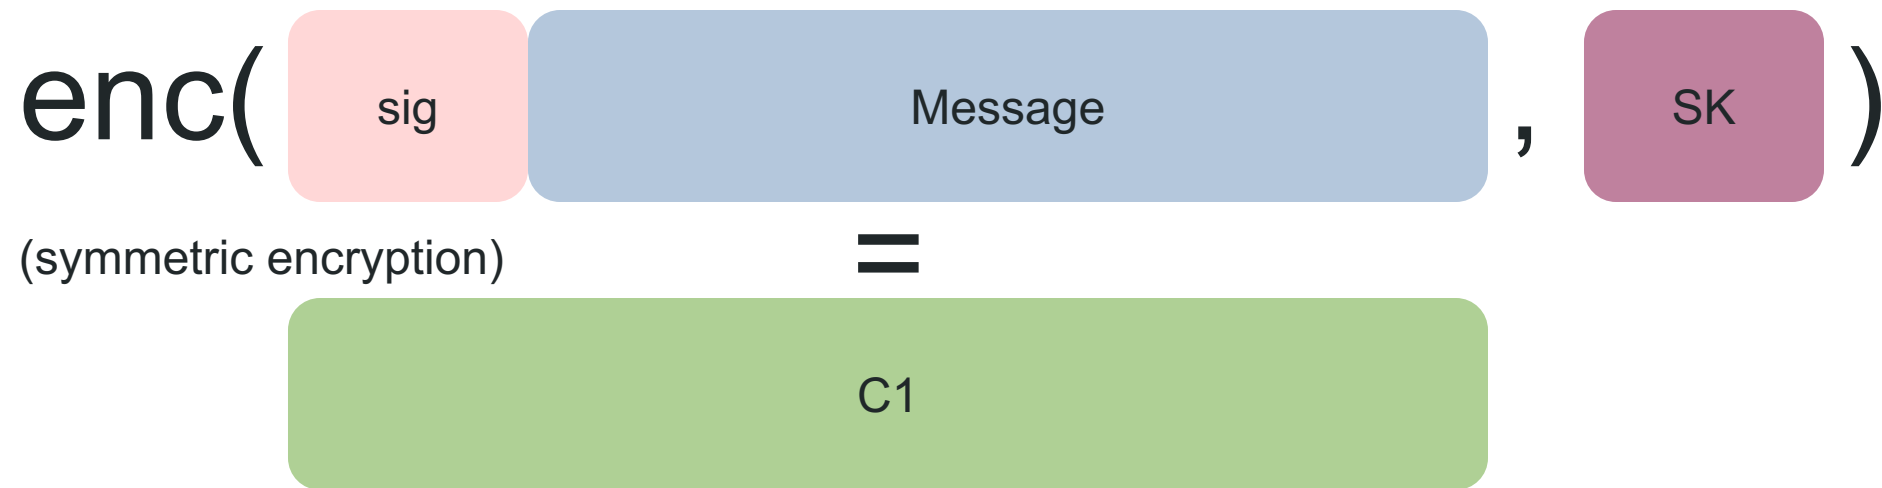 enc( sig Message , SK )
(symmetric encryption) =
C1